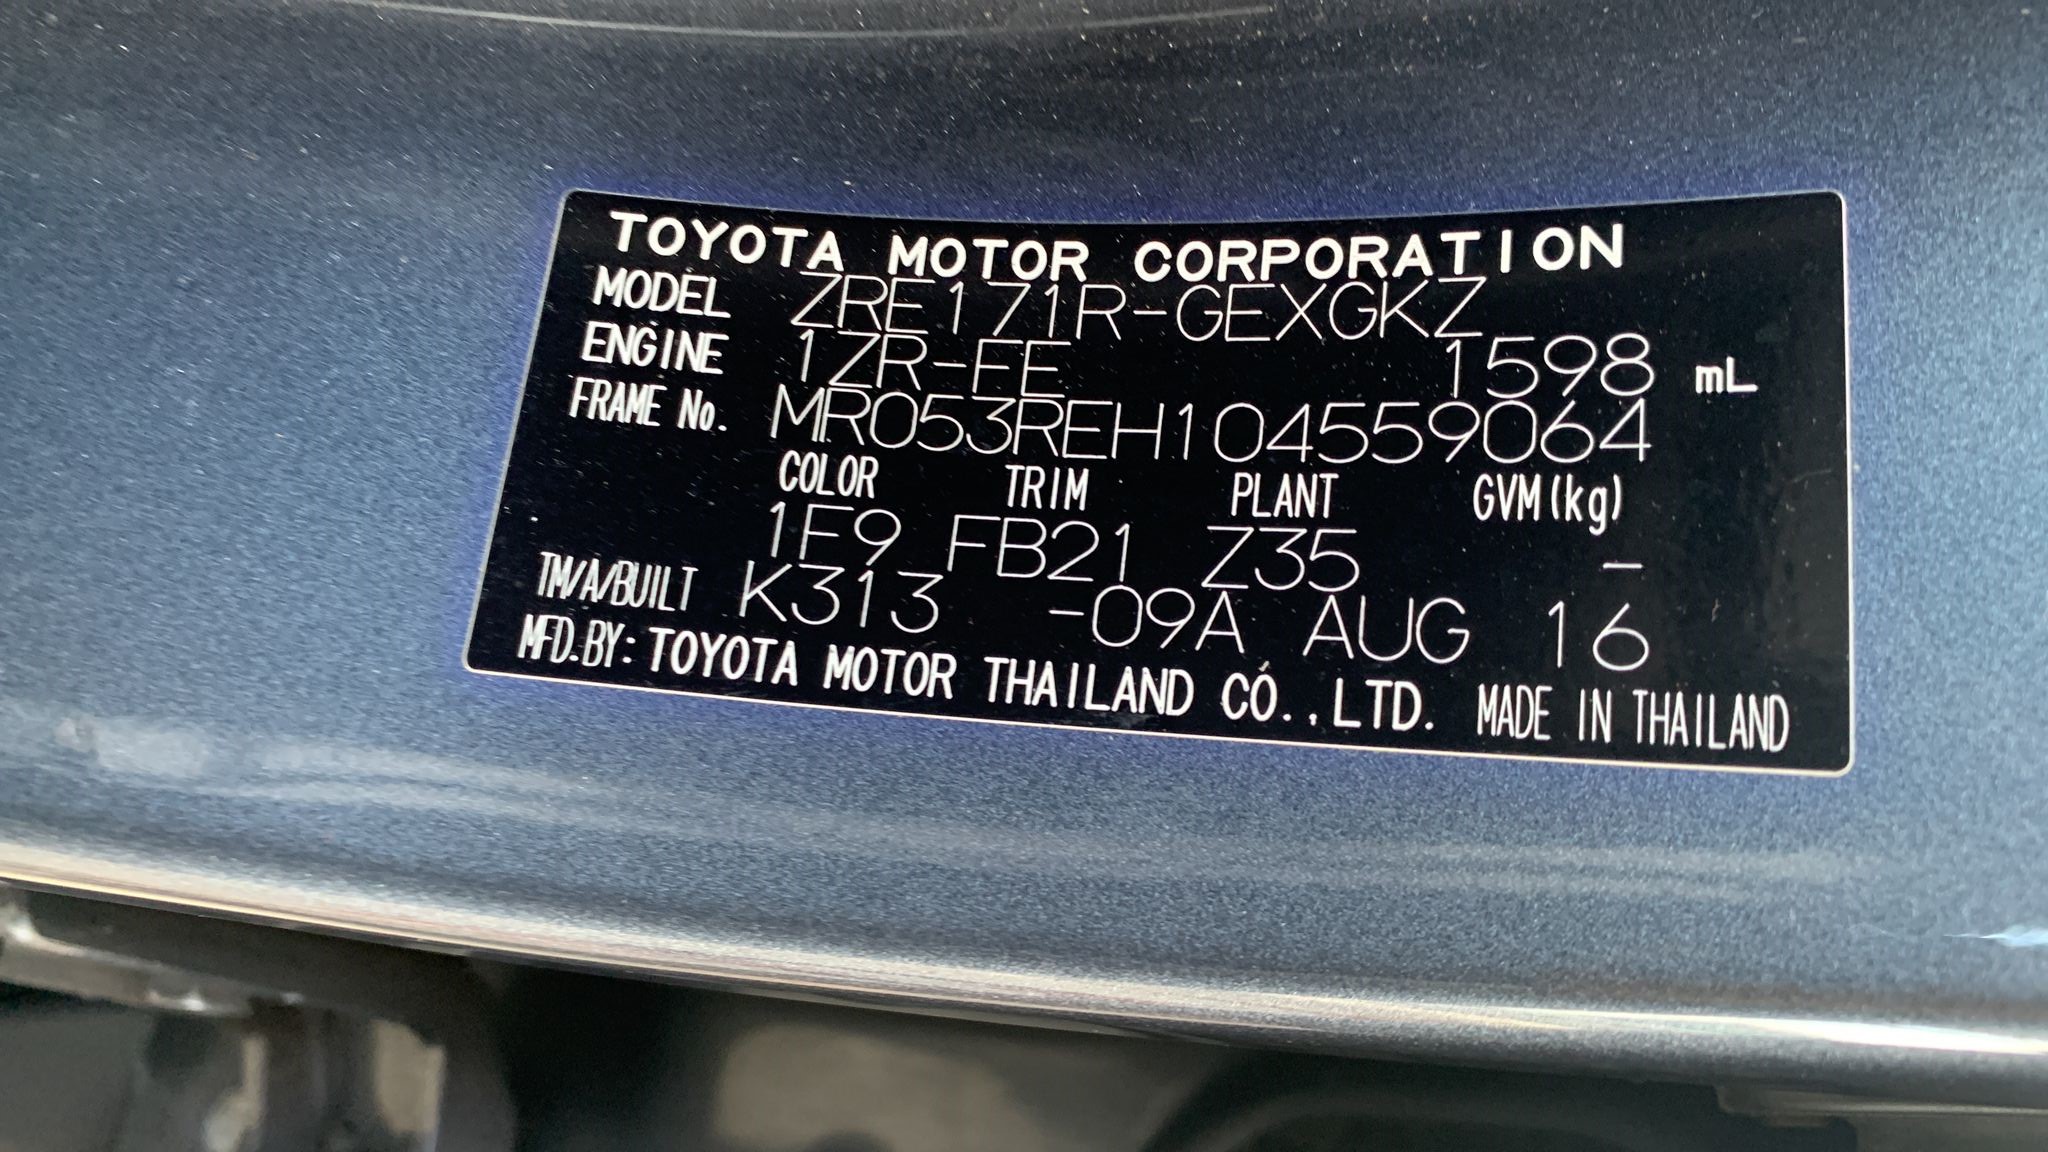 TOYOTA MOTOR CORPORATION
MODEL ZRE171R-GEXGKZ
ENGINE 1ZR-FE 1598 mL
FRAME No. MR053REH104559064
COLOR TRIM PLANT GVM(kg)
1F9 FB21 Z35 -
TM/A/BUILT K313 -09A AUG 16
MFD.BY: TOYOTA MOTOR THAILAND CO.,LTD. MADE IN THAILAND